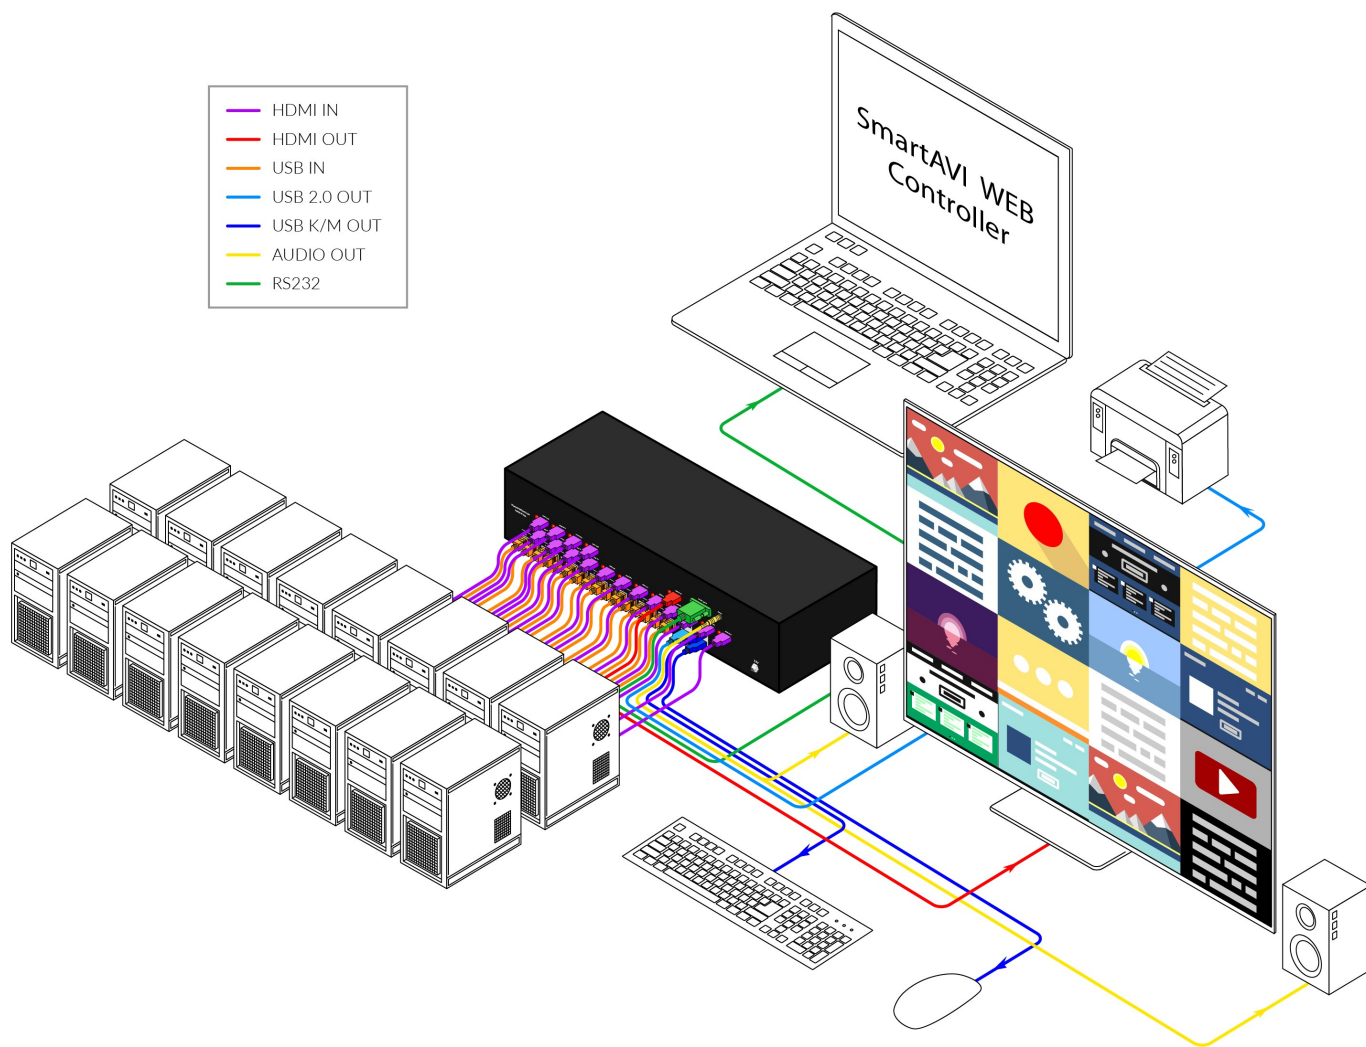 HDMI IN
HDMI OUT
USB IN
USB 2.0 OUT
USB K/M OUT
AUDIO OUT
RS232
SmartAVI WEB
Controller